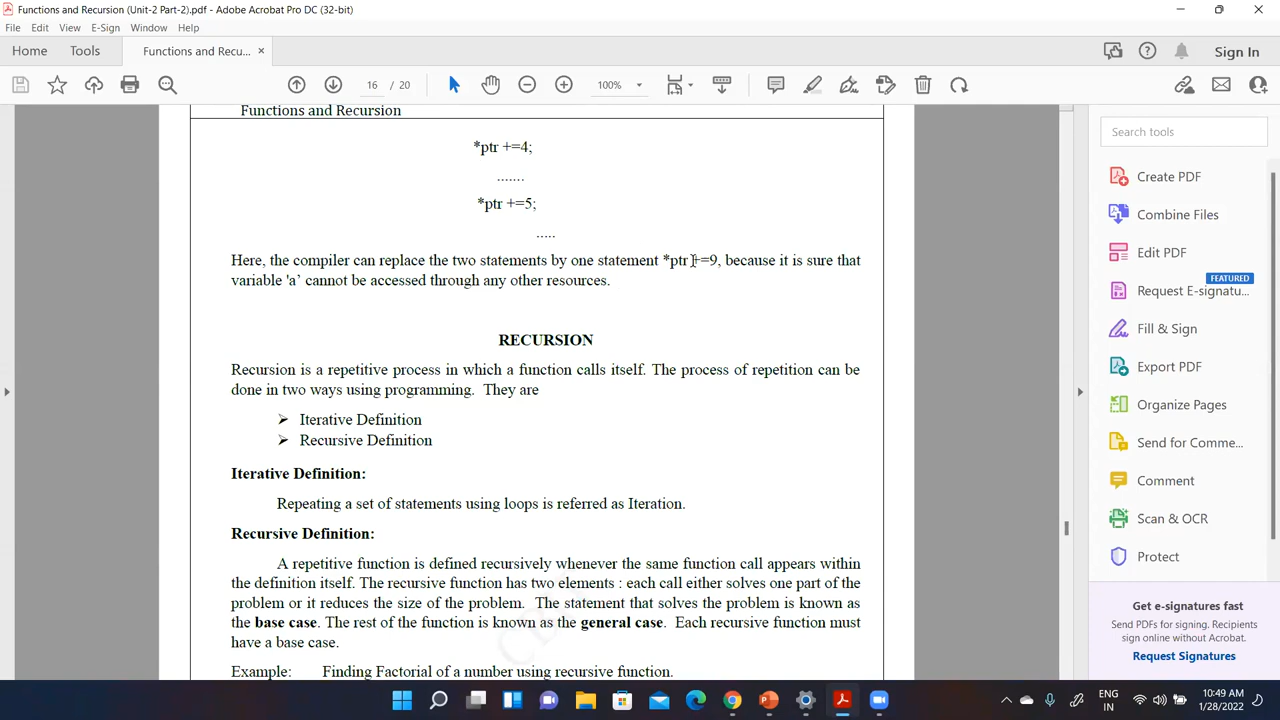 Functions and Recursion (Unit-2 Part-2).pdf - Adobe Acrobat Pro DC (32-bit)
File Edit View E-Sign Window Help
Home Tools Functions and Recu... × Sign In
16 / 20 100%
Functions and Recursion
*ptr +=4;
.......
*ptr +=5;
.....
Here, the compiler can replace the two statements by one statement *ptr +=9, because it is sure that
variable 'a’ cannot be accessed through any other resources.
RECURSION
Recursion is a repetitive process in which a function calls itself. The process of repetition can be
done in two ways using programming. They are
➢ Iterative Definition
➢ Recursive Definition
Iterative Definition:
Repeating a set of statements using loops is referred as Iteration.
Recursive Definition:
A repetitive function is defined recursively whenever the same function call appears within
the definition itself. The recursive function has two elements : each call either solves one part of the
problem or it reduces the size of the problem. The statement that solves the problem is known as
the base case. The rest of the function is known as the general case. Each recursive function must
have a base case.
Example: Finding Factorial of a number using recursive function.
Search tools
Create PDF
Combine Files
Edit PDF
FEATURED
Request E-signatu...
Fill & Sign
Export PDF
Organize Pages
Send for Comme...
Comment
Scan & OCR
Protect
Get e-signatures fast
Send PDFs for signing. Recipients
sign online without Acrobat.
Request Signatures
ENG
IN
10:49 AM
1/28/2022